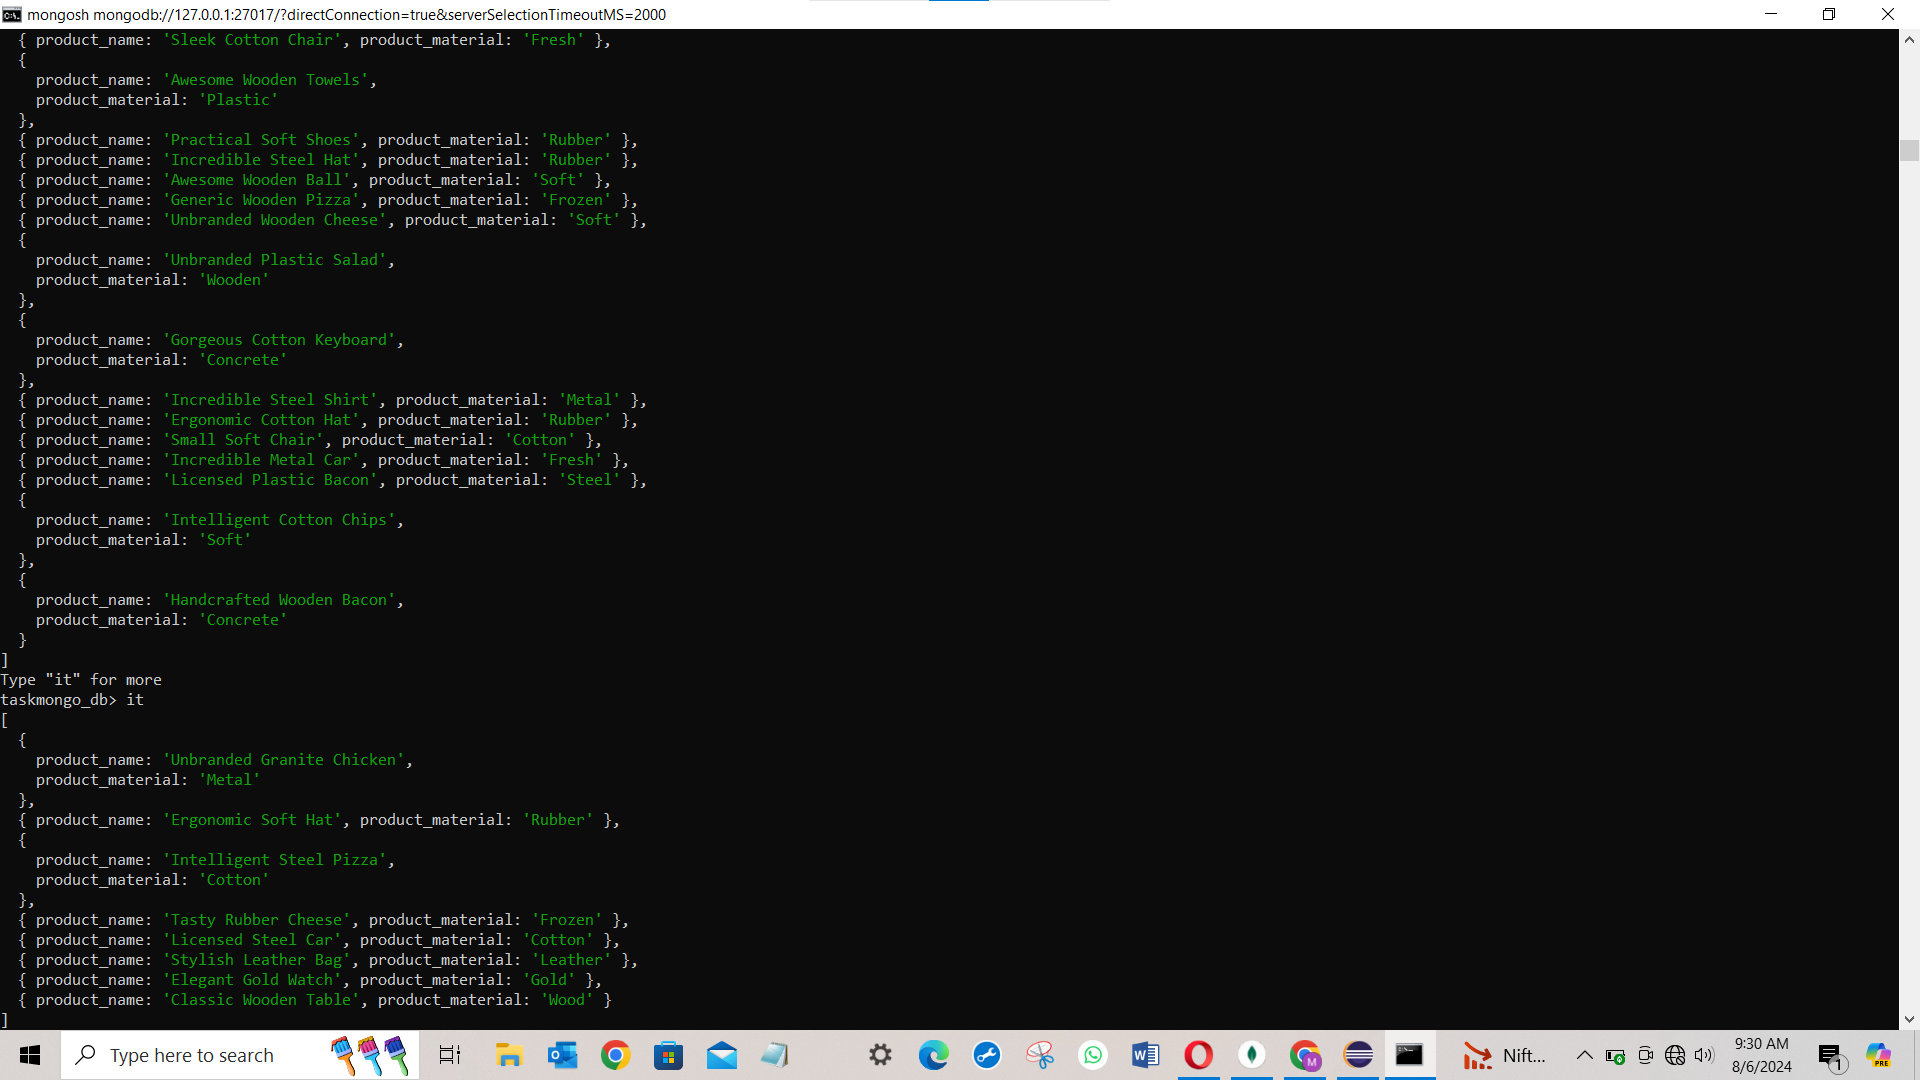 mongosh mongodb://127.0.0.1:27017/?directConnection=true&serverSelectionTimeoutMS=2000
  { product_name: 'Sleek Cotton Chair', product_material: 'Fresh' },
  {
    product_name: 'Awesome Wooden Towels',
    product_material: 'Plastic'
  },
  { product_name: 'Practical Soft Shoes', product_material: 'Rubber' },
  { product_name: 'Incredible Steel Hat', product_material: 'Rubber' },
  { product_name: 'Awesome Wooden Ball', product_material: 'Soft' },
  { product_name: 'Generic Wooden Pizza', product_material: 'Frozen' },
  { product_name: 'Unbranded Wooden Cheese', product_material: 'Soft' },
  {
    product_name: 'Unbranded Plastic Salad',
    product_material: 'Wooden'
  },
  {
    product_name: 'Gorgeous Cotton Keyboard',
    product_material: 'Concrete'
  },
  { product_name: 'Incredible Steel Shirt', product_material: 'Metal' },
  { product_name: 'Ergonomic Cotton Hat', product_material: 'Rubber' },
  { product_name: 'Small Soft Chair', product_material: 'Cotton' },
  { product_name: 'Incredible Metal Car', product_material: 'Fresh' },
  { product_name: 'Licensed Plastic Bacon', product_material: 'Steel' },
  {
    product_name: 'Intelligent Cotton Chips',
    product_material: 'Soft'
  },
  {
    product_name: 'Handcrafted Wooden Bacon',
    product_material: 'Concrete'
  }
]
Type "it" for more
taskmongo_db> it
[
  {
    product_name: 'Unbranded Granite Chicken',
    product_material: 'Metal'
  },
  { product_name: 'Ergonomic Soft Hat', product_material: 'Rubber' },
  {
    product_name: 'Intelligent Steel Pizza',
    product_material: 'Cotton'
  },
  { product_name: 'Tasty Rubber Cheese', product_material: 'Frozen' },
  { product_name: 'Licensed Steel Car', product_material: 'Cotton' },
  { product_name: 'Stylish Leather Bag', product_material: 'Leather' },
  { product_name: 'Elegant Gold Watch', product_material: 'Gold' },
  { product_name: 'Classic Wooden Table', product_material: 'Wood' }
]
Type here to search
Nift...
9:30 AM
8/6/2024
1
PRE